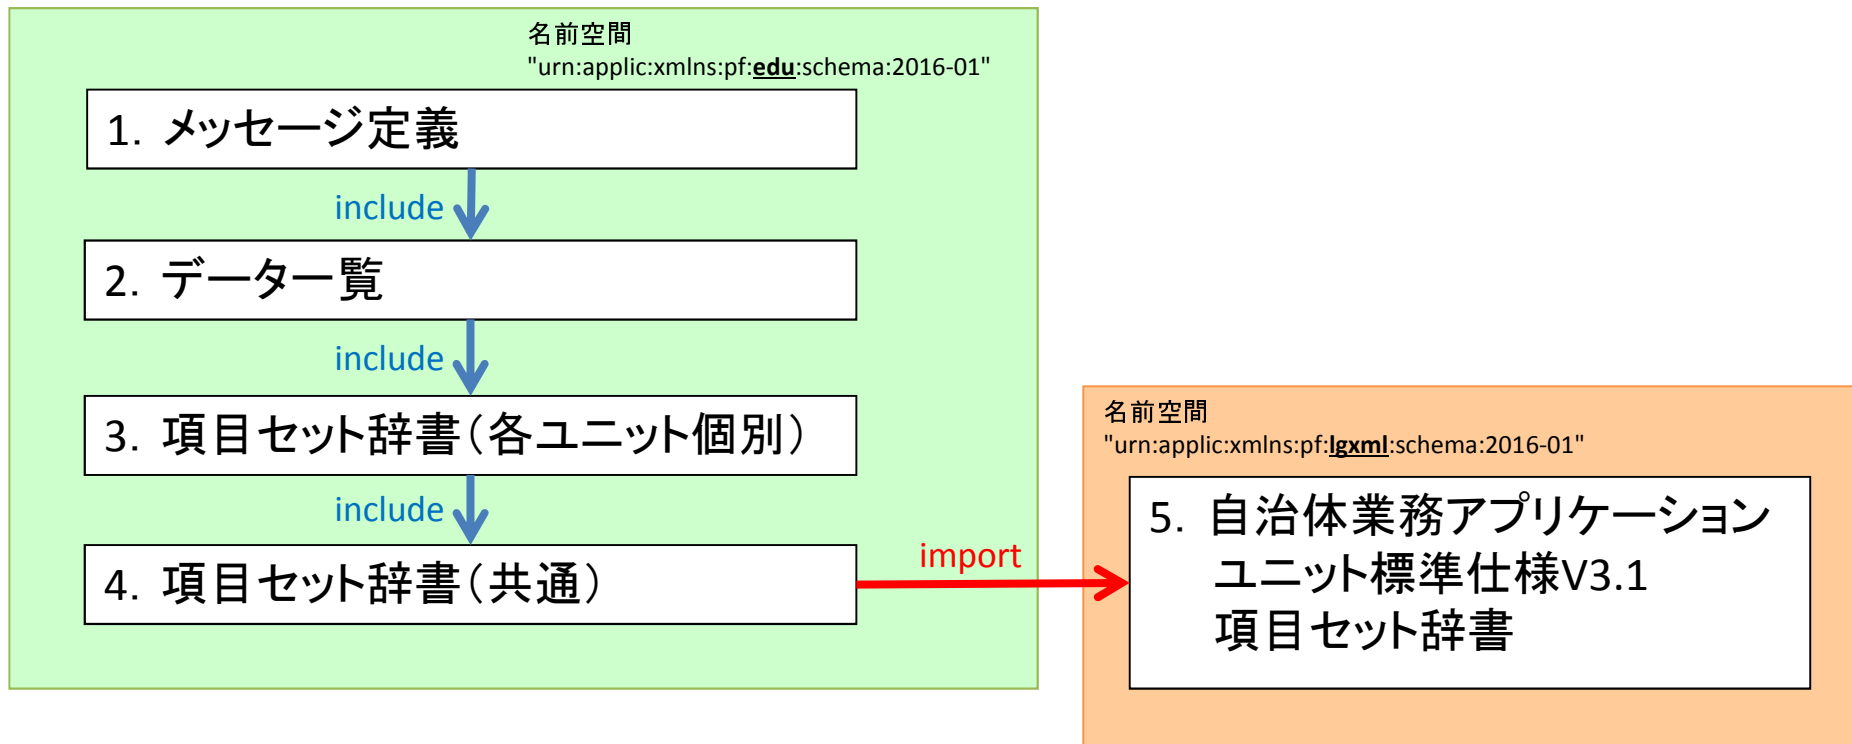 名前空間
"urn:applic:xmlns:pf:edu:schema:2016-01"
1. メッセージ定義
include
2. データ一覧
include
3. 項目セット辞書（各ユニット個別）
include
4. 項目セット辞書（共通）
import
名前空間
"urn:applic:xmlns:pf:lgxml:schema:2016-01"
5. 自治体業務アプリケーション
ユニット標準仕様V3.1
項目セット辞書